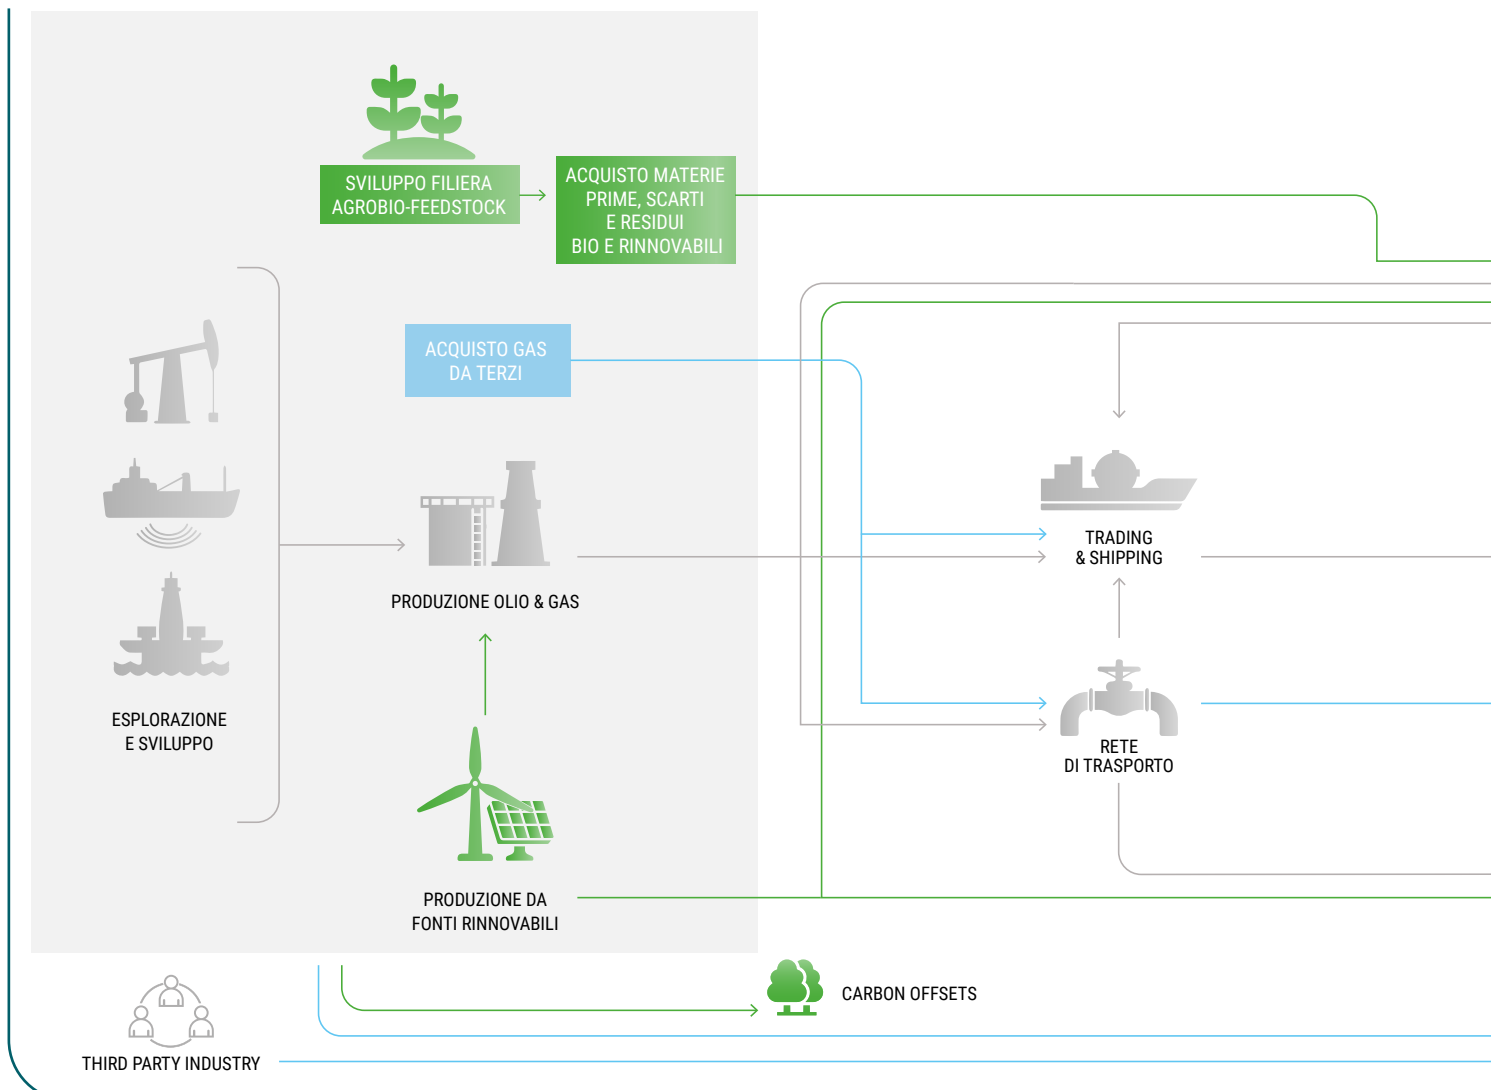 SVILUPPO FILIERA
AGROBIO-FEEDSTOCK
ACQUISTO MATERIE
PRIME, SCARTI
E RESIDUI
BIO E RINNOVABILI
ACQUISTO GAS
DA TERZI
TRADING
& SHIPPING
PRODUZIONE OLIO & GAS
ESPLORAZIONE
E SVILUPPO
RETE
DI TRASPORTO
PRODUZIONE DA
FONTI RINNOVABILI
CARBON OFFSETS
THIRD PARTY INDUSTRY